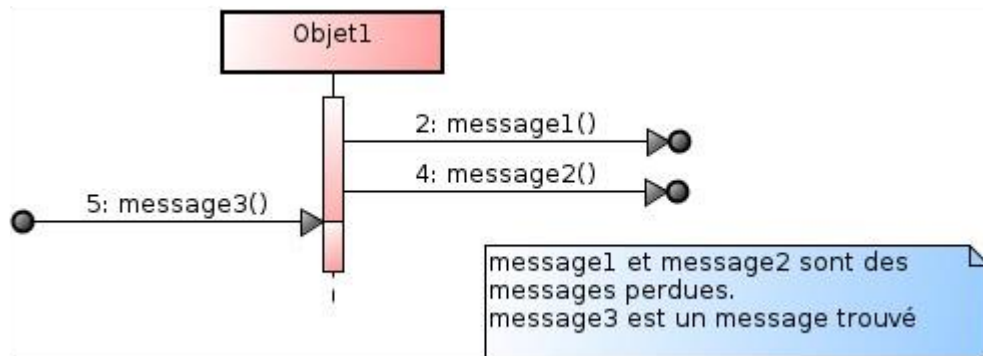 Objet1
2: message1()
4: message2()
5: message3()
message1 et message2 sont des
messages perdues.
message3 est un message trouvé